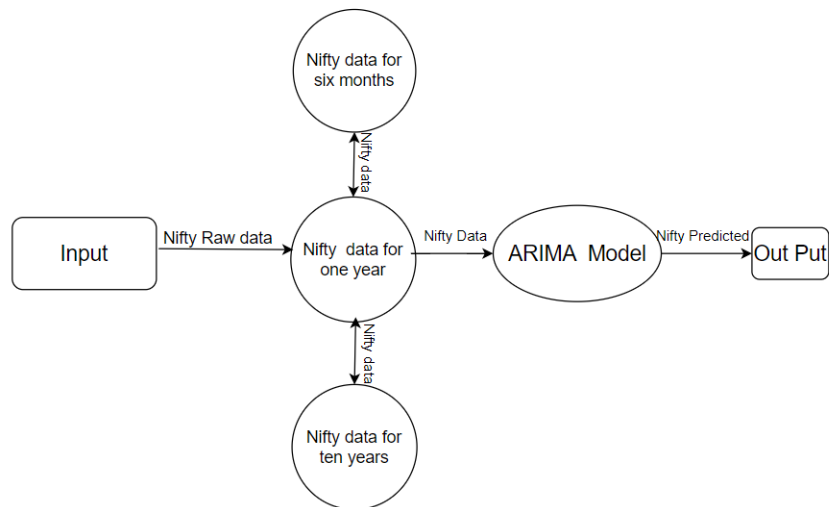 Nifty data for
six months
Nifty data
Input
Nifty Raw data
Nifty data for
one year
Nifty Data
ARIMA Model
Nifty Predicted
Out Put
Nifty data
Nifty data for
ten years